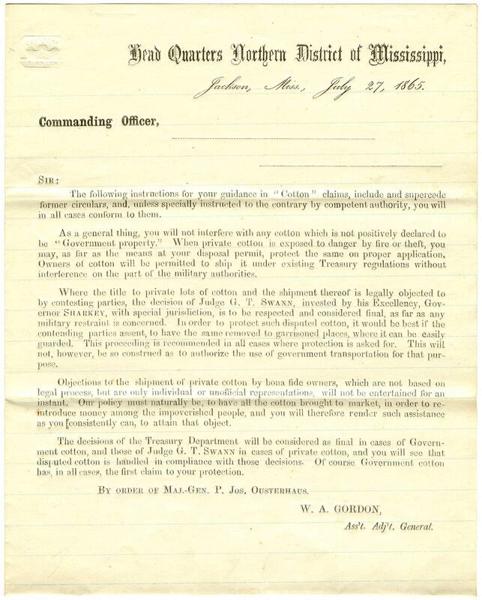 Head Quarters Northern District of Mississippi,
Jackson, Miss, July 27, 1865.
Commanding Officer,
SIR:
The following instructions for your guidance in "Cotton" claims, include and supercede
former circulars, and, unless specially instructed to the contrary by competent authority, you will
in all cases conform to them.
As a general thing, you will not interfere with any cotton which is not positively declared to
be "Government property." When private cotton is exposed to danger by fire or theft, you
may, as far as the means at your disposal permit, protect the same on proper application,
Owners of cotton will be permitted to ship it under existing Treasury regulations without
interference on the part of the military authorities.
Where the title to private lots of cotton and the shipment thereof is legally objected to
by contesting parties, the decision of Judge G. T. SWANN, invested by his Excellency, Gov-
ernor SHARKEY, with special jurisdiction, is to be respected and considered final, as far as any
military restraint is concerned. In order to protect such disputed cotton, it would be best if the
contending parties assent, to have the same removed to garrisoned places, where it can be easily
guarded. This proceeding is recommended in all cases where protection is asked for. This will
not, however, be so construed as to authorize the use of government transportation for that pur-
pose.
Objections to the shipment of private cotton by bona fide owners, which are not based on
legal process, but are only individual or unofficial representations, will not be entertained for an
instant. Our policy must naturally be, to have all the cotton brought to market, in order to re-
introduce money among the impoverished people, and you will therefore render such assistance
as you [consistently can, to attain that object.
The decisions of the Treasury Department will be considered as final in cases of Govern-
ment cotton, and those of Judge G. T. SWANN in cases of private cotton, and you will see that
disputed cotton is handled in compliance with those decisions. Of course Government cotton
has, in all cases, the first claim to your protection.
BY ORDER OF MAJ.-GEN. P. JOS. OUSTERHAUS.
W. A. GORDON,
Ass't. Adj't. General.